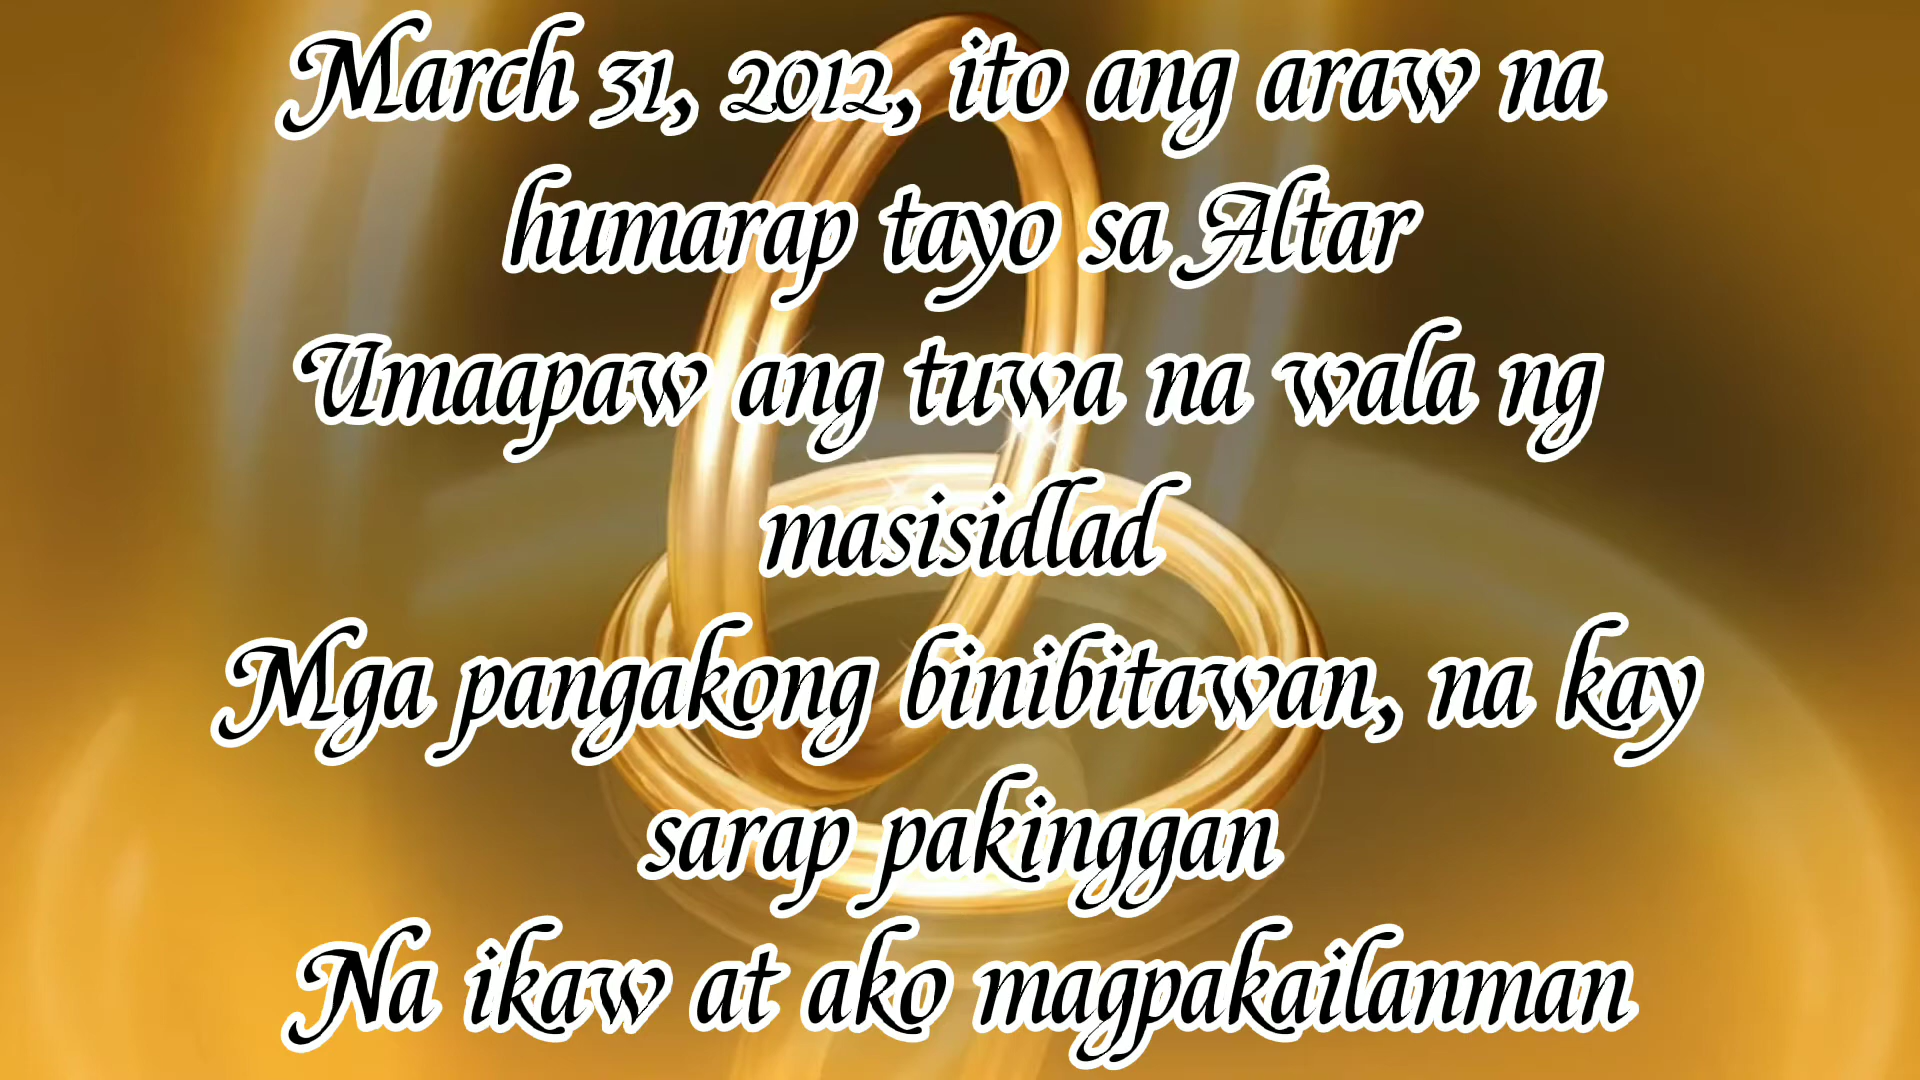 March 31, 2012, ito ang araw na
humarap tayo sa Altar
Umaapaw ang tuwa na wala ng
masisidlad
Mga pangakong binibitawan, na kay
sarap pakinggan
Na ikaw at ako magpakailanman